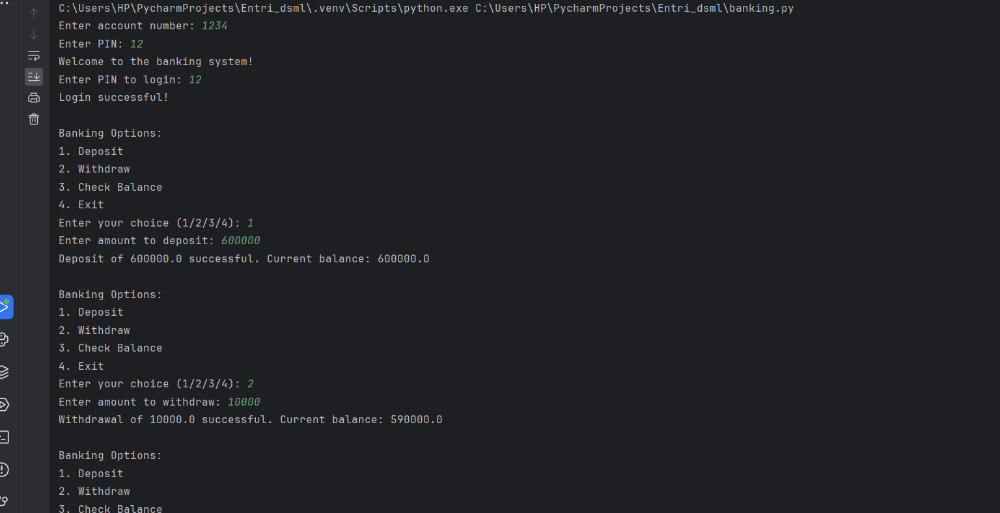 C:\Users\HP\PycharmProjects\Entri_dsml\.venv\Scripts\python.exe C:\Users\HP\PycharmProjects\Entri_dsml\banking.py
Enter account number: 1234
Enter PIN: 12
Welcome to the banking system!
Enter PIN to login: 12
Login successful!
Banking Options:
1. Deposit
2. Withdraw
3. Check Balance
4. Exit
Enter your choice (1/2/3/4): 1
Enter amount to deposit: 600000
Deposit of 600000.0 successful. Current balance: 600000.0
Banking Options:
1. Deposit
2. Withdraw
3. Check Balance
4. Exit
Enter your choice (1/2/3/4): 2
Enter amount to withdraw: 10000
Withdrawal of 10000.0 successful. Current balance: 590000.0
Banking Options:
1. Deposit
2. Withdraw
3. Check Balance